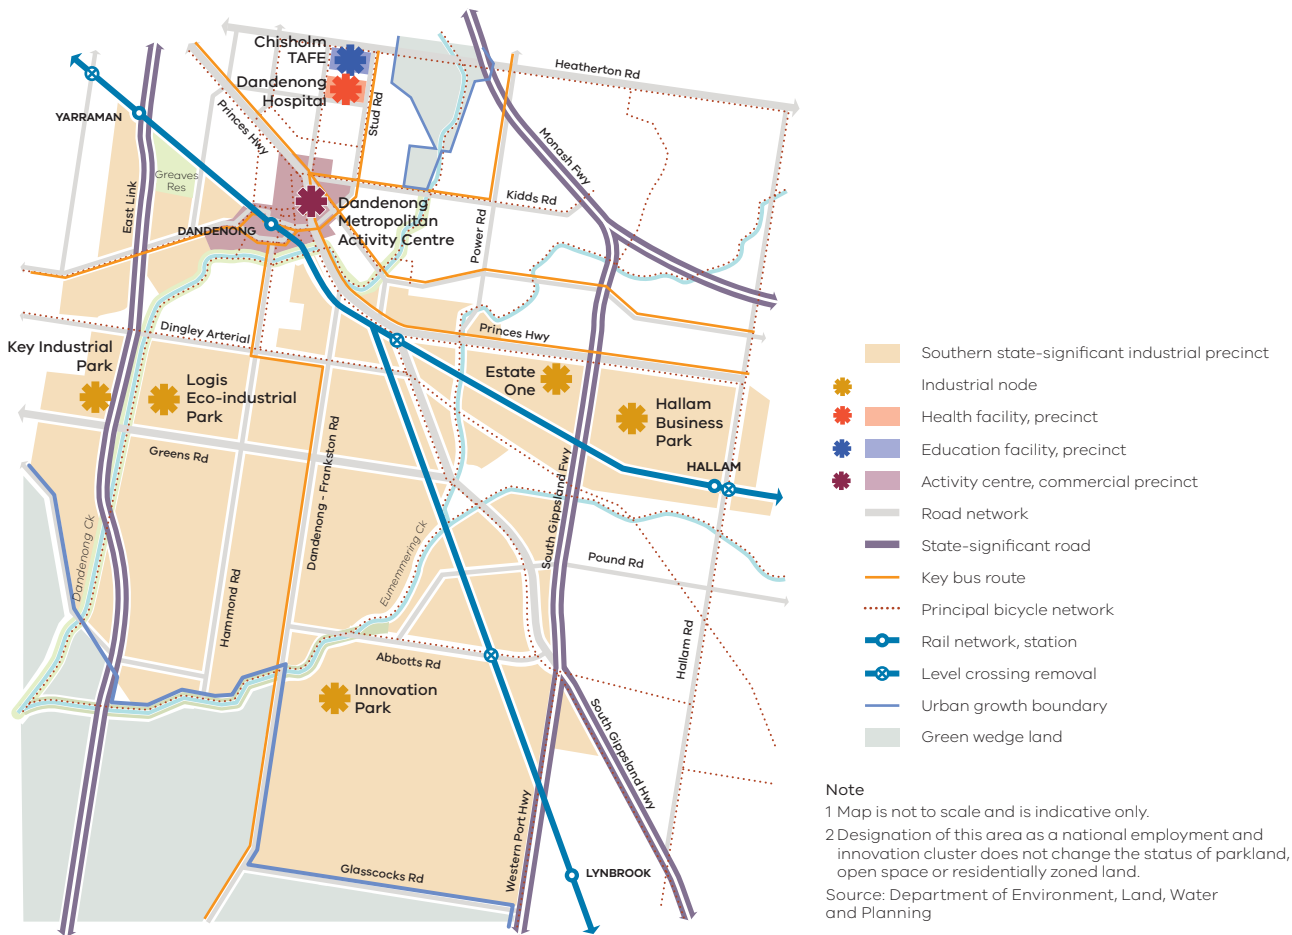 Chisholm
TAFE
Dandenong
Hospital
Heatherton Rd
YARRAMAN
Princes Hwy
Stud Rd
Monash Fwy
Greaves
Res
East Link
Kidds Rd
Dandenong
Metropolitan
Activity Centre
DANDENONG
Power Rd
Dingley Arterial
Princes Hwy
Key Industrial
Park
Logis
Eco-industrial
Park
Estate
One
Hallam
Business
Park
HALLAM
Greens Rd
Dandenong - Frankston Rd
South Gippsland Fwy
Dandenong Ck
Eumemmering Ck
Pound Rd
Hammond Rd
Hallam Rd
Abbotts Rd
Innovation
Park
South Gippsland Hwy
Western Port Hwy
Glasscocks Rd
LYNBROOK
Southern state-significant industrial precinct
Industrial node
Health facility, precinct
Education facility, precinct
Activity centre, commercial precinct
Road network
State-significant road
Key bus route
Principal bicycle network
Rail network, station
Level crossing removal
Urban growth boundary
Green wedge land
Note
1 Map is not to scale and is indicative only.
2 Designation of this area as a national employment and
innovation cluster does not change the status of parkland,
open space or residentially zoned land.
Source: Department of Environment, Land, Water
and Planning